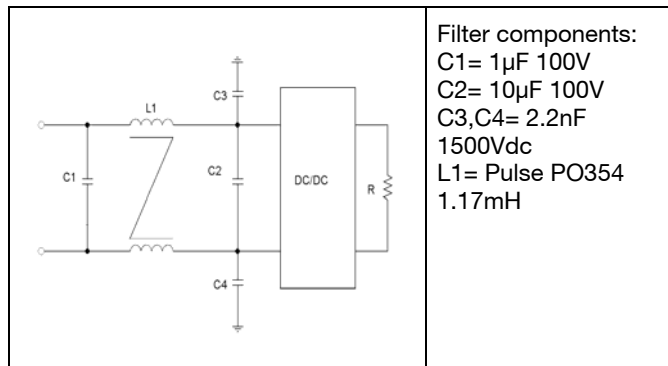 C3
L1
C1
C2
DC/DC
R
C4
Filter components:
C1= 1µF 100V
C2= 10µF 100V
C3,C4= 2.2nF
1500Vdc
L1= Pulse PO354
1.17mH